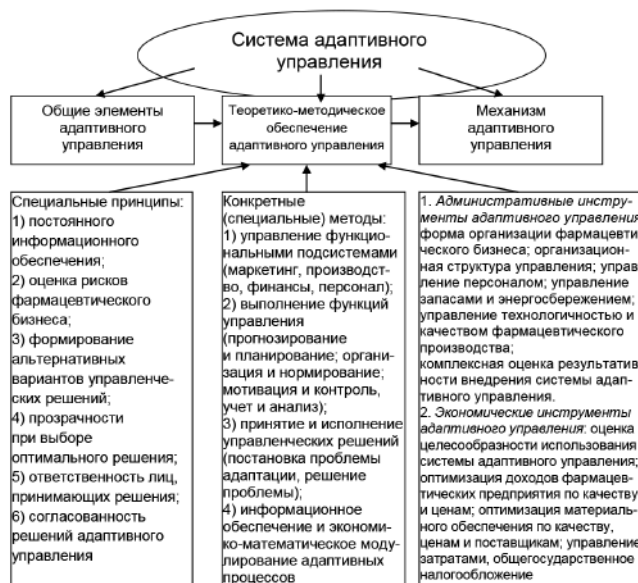 Система адаптивного
управления
Общие элементы
адаптивного
управления
Теоретико-методическое
обеспечение
адаптивного управления
Механизм
адаптивного
управления
Специальные принципы:
1) постоянного
информационного
обеспечения;
2) оценка рисков
фармацевтического
бизнеса;
3) формирование
альтернативных
вариантов управленче-
ских решений;
4) прозрачности
при выборе
оптимального решения;
5) ответственность лиц,
принимающих решения;
6) согласованность
решений адаптивного
управления
Конкретные
(специальные) методы:
1) управление функцио-
нальными подсистемами
(маркетинг, производст-
во, финансы, персонал);
2) выполнение функций
управления
(прогнозирование
и планирование; органи-
зация и нормирование;
мотивация и контроль,
учет и анализ);
3) принятие и исполнение
управленческих решений
(постановка проблемы
адаптации, решение
проблемы);
4) информационное
обеспечение и экономи-
ко-математическое моду-
лирование адаптивных
процессов
1. Административные инстру-
менты адаптивного управления
форма организации фармацевти-
ческого бизнеса; организацион-
ная структура управления; управ-
ление персоналом; управление
запасами и энергосбережением;
управление технологичностью и
качеством фармацевтического
производства;
комплексная оценка результатив-
ности внедрения системы адап-
тивного управления.
2. Экономические инструменты
адаптивного управления: оценка
целесообразности использования
системы адаптивного управления;
оптимизация доходов фармацев-
тических предприятия по качеству
и ценам; оптимизация материаль-
ного обеспечения по качеству,
ценам и поставщикам; управление
затратами, общегосударственное
налогообложение